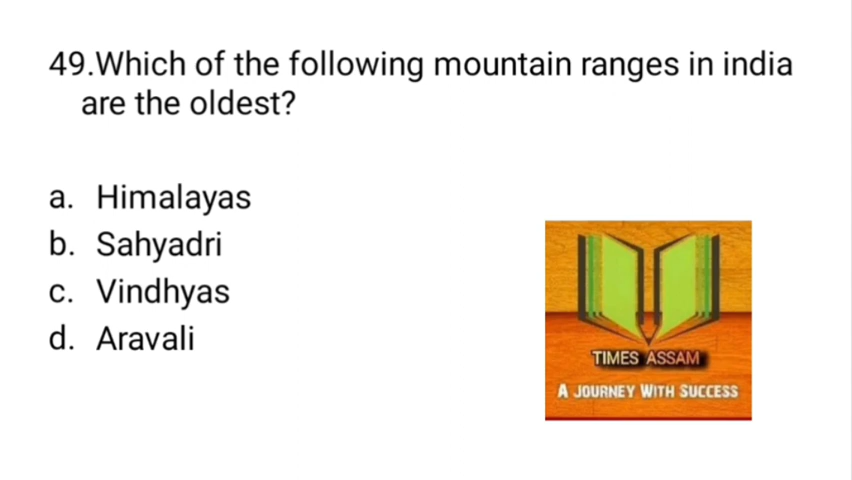 49.Which of the following mountain ranges in india
are the oldest?
a. Himalayas
b. Sahyadri
c. Vindhyas
d. Aravali
TIMES ASSAM
A JOURNEY WITH SUCCESS